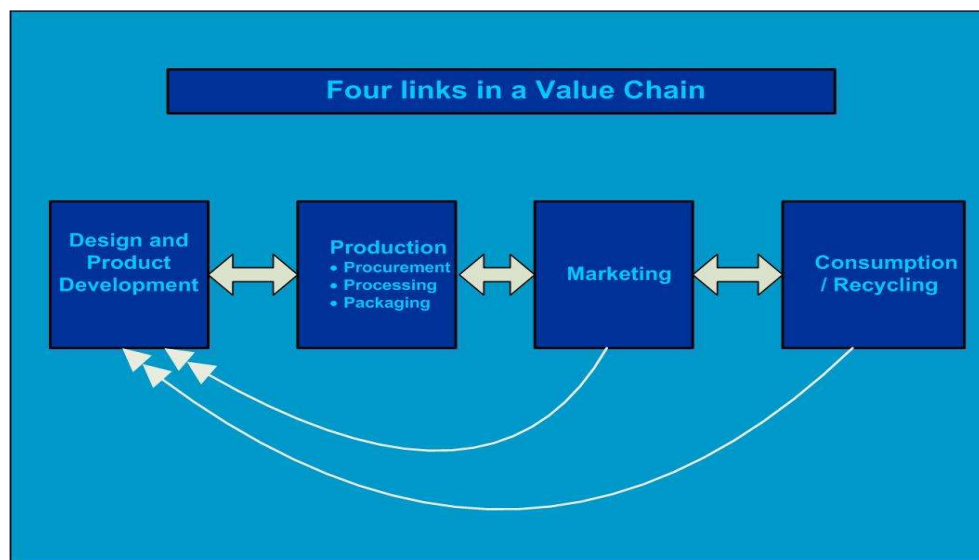 Four links in a Value Chain
Design and
Product
Development
Production
• Procurement
• Processing
• Packaging
Marketing
Consumption
/ Recycling